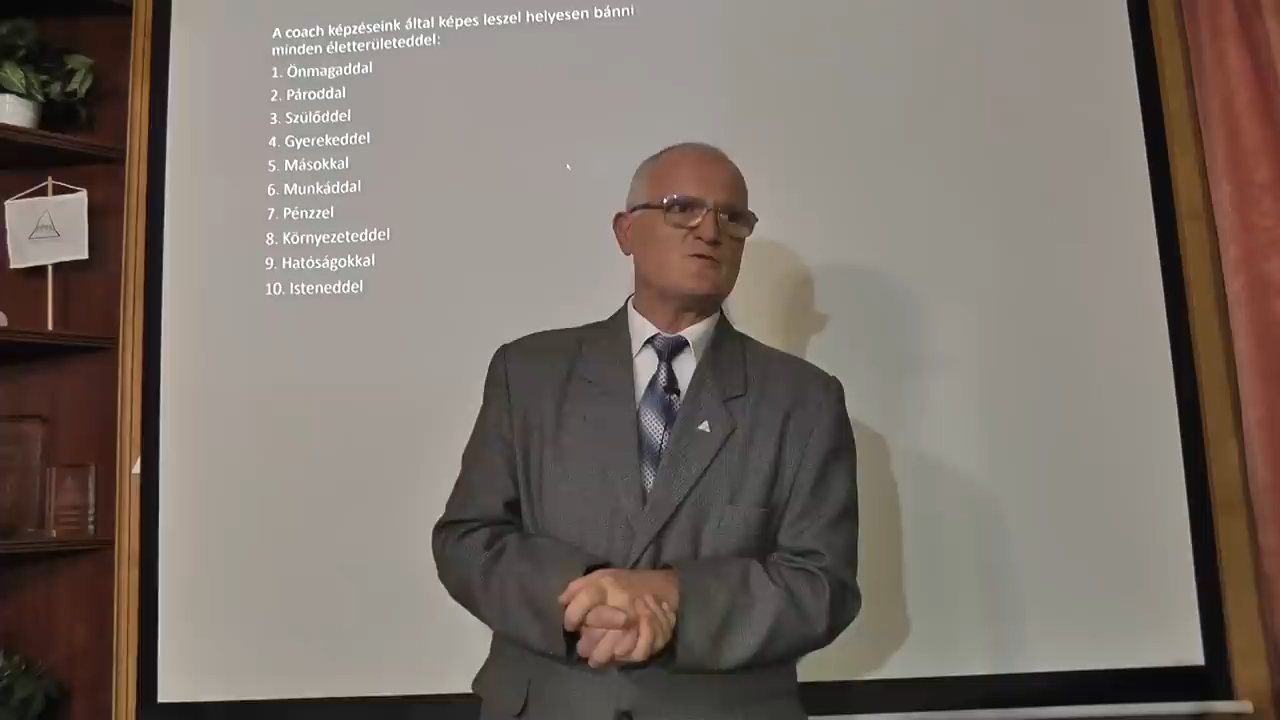 A coach képzéseink által képes leszel helyesen bánni
minden életterületeddel:
1. Önmagaddal
2. Pároddal
3. Szülőddel
4. Gyerekeddel
5. Másokkal
6. Munkáddal
7. Pénzzel
8. Környezeteddel
9. Hatóságokkal
10. Isteneddel